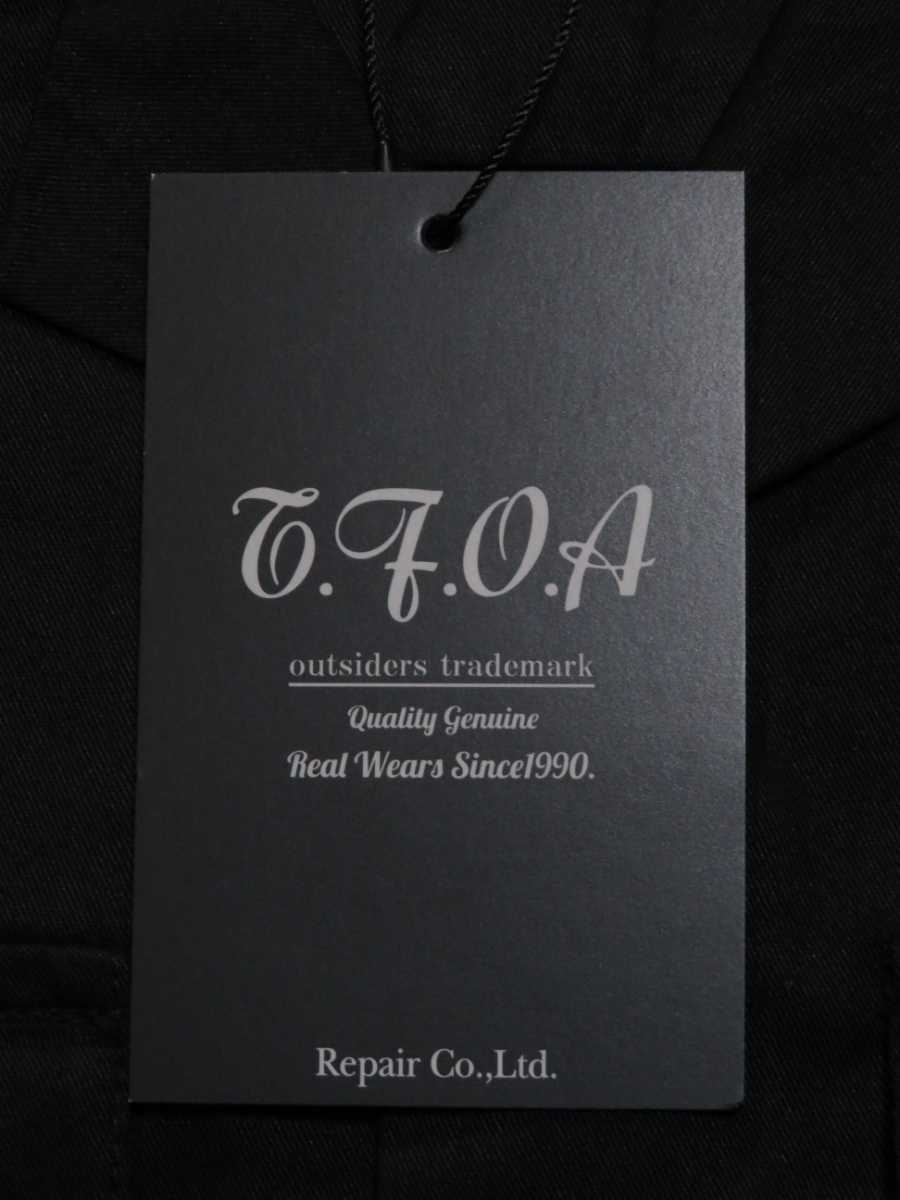 T.F.O.A
outsiders trademark
Quality Genuine
Real Wears Since1990.
Repair Co.,Ltd.